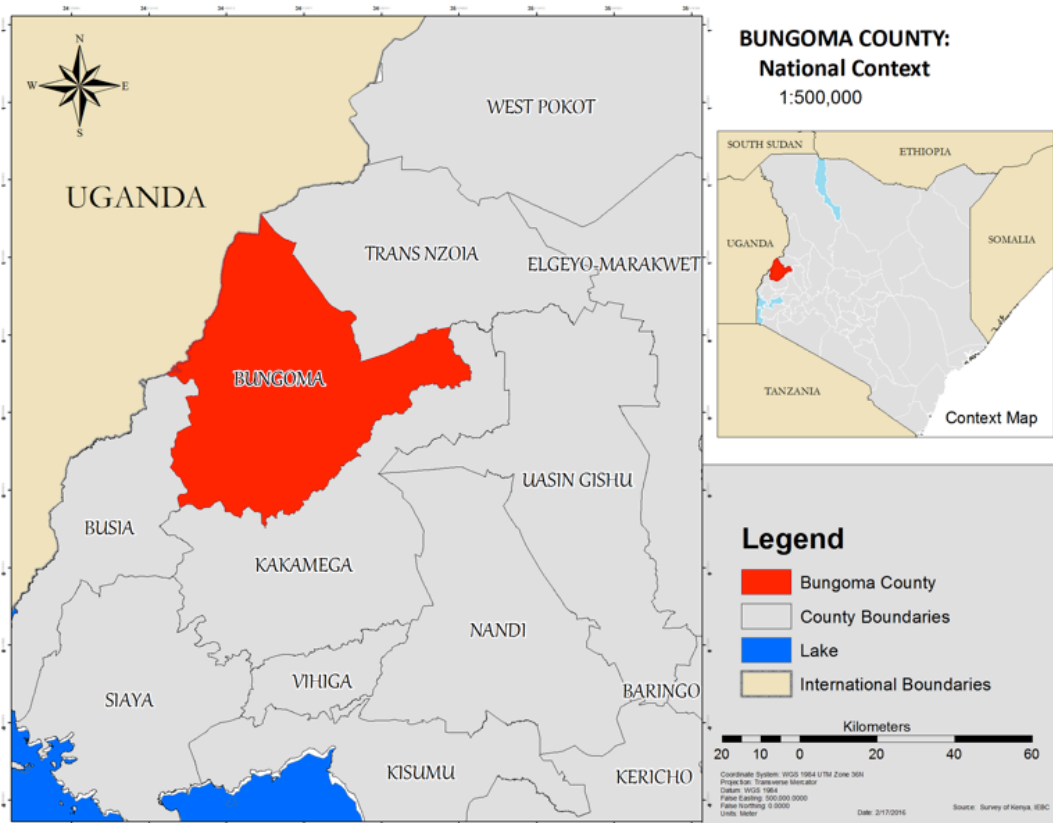 N
W
E
S
UGANDA
WEST POKOT
TRANS NZOIA
ELGEYO-MARAKWET
BUNGOMA
UASIN GISHU
BUSIA
KAKAMEGA
NANDI
VIHIGA
BARINGO
SIAYA
KISUMU
KERICHO
BUNGOMA COUNTY:
National Context
1:500,000
SOUTH SUDAN
ETHIOPIA
UGANDA
SOMALIA
TANZANIA
Context Map
Legend
Bungoma County
County Boundaries
Lake
International Boundaries
Kilometers
20 10 0 20 40 60
Coordinate System: WGS 1984 UTM Zone 36N
Projection: Transverse Mercator
Datum: WGS 1984
False Easting: 500,000.0000
False Northing: 0.0000
Units: Meter
Date: 2/17/2016
Source: Survey of Kenya, IEBC